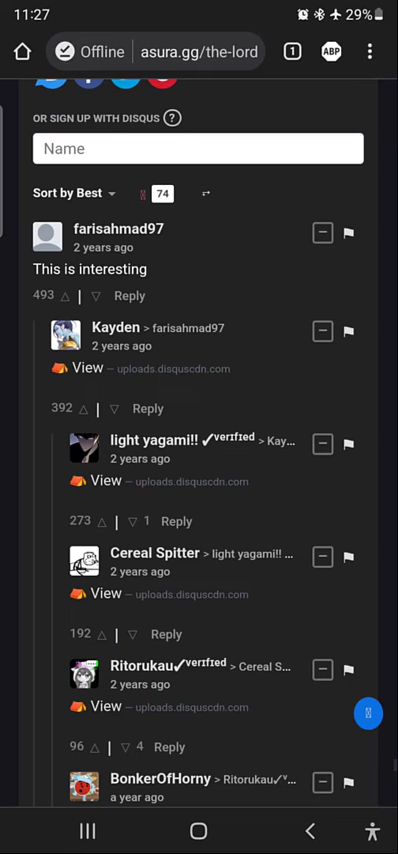 11:27
29%
Offline
asura.gg/the-lord
1
ABP
OR SIGN UP WITH DISQUS ?
Name
Sort by Best
74
farisahmad97
2 years ago
This is interesting
493 | Reply
Kayden > farisahmad97
2 years ago
View — uploads.disquscdn.com
392 | Reply
light yagami!! ✓ᵛᵉʳᶦᶠᶦᵉᵈ > Kay...
2 years ago
View — uploads.disquscdn.com
273 | 1 Reply
Cereal Spitter > light yagami!! ...
2 years ago
View — uploads.disquscdn.com
192 | Reply
Ritorukau✓ᵛᵉʳᶦᶠᶦᵉᵈ > Cereal S...
2 years ago
View — uploads.disquscdn.com
96 | 4 Reply
BonkerOfHorny > Ritorukau✓ᵛ...
a year ago